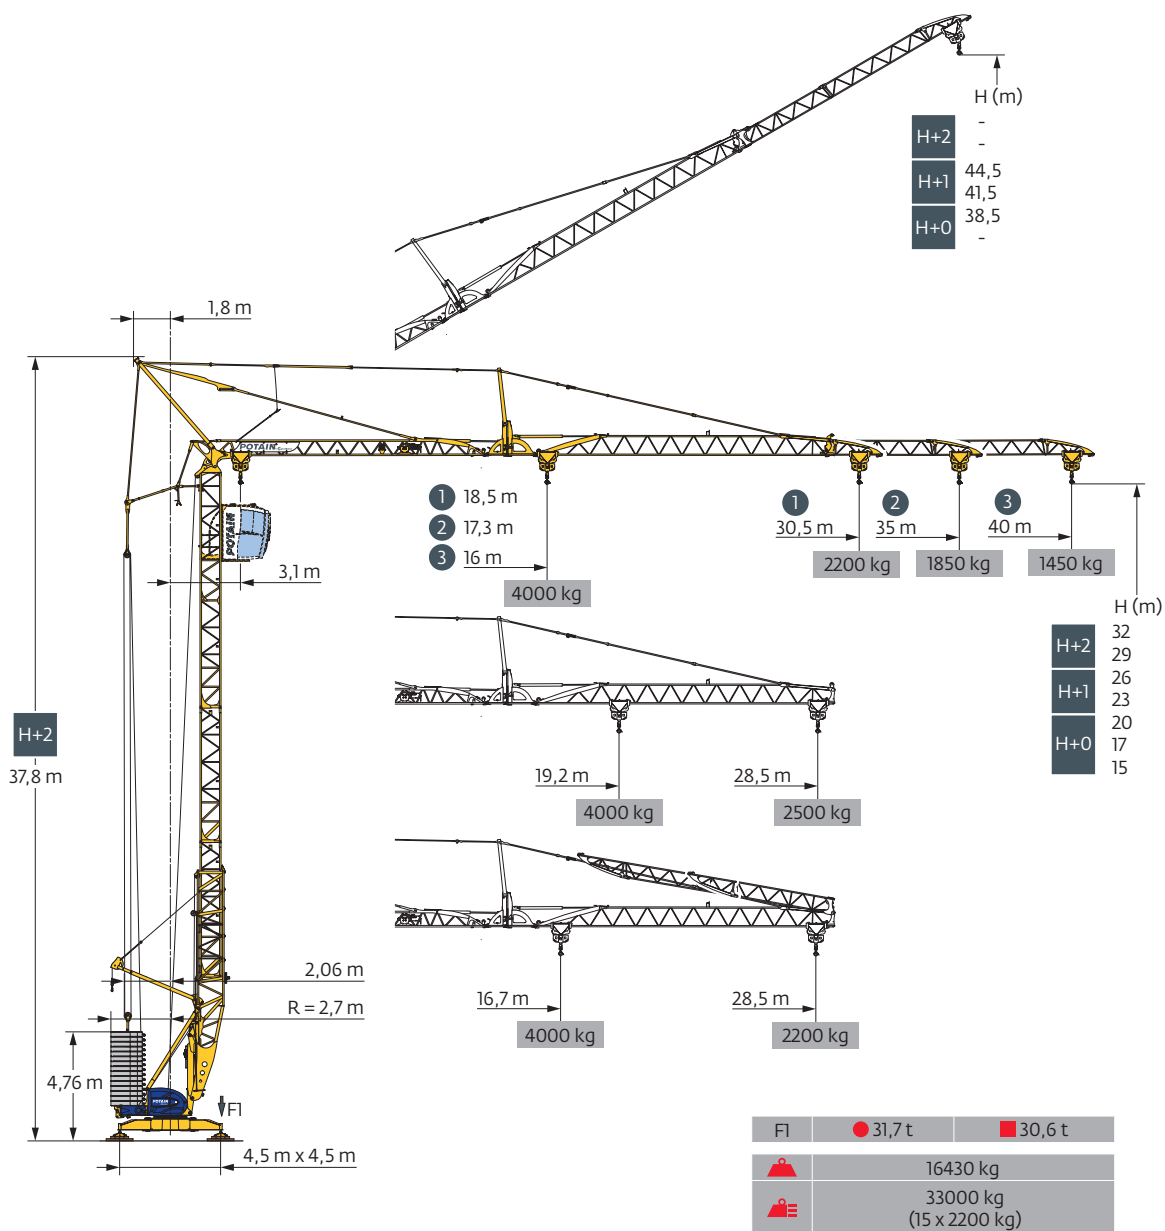 H (m)
H+2
-
-
H+1
44,5
41,5
H+0
38,5
-
1,8 m
POTAIN
POTAIN
1 18,5 m
2 17,3 m
3 16 m
4000 kg
1
30,5 m
2200 kg
2
35 m
1850 kg
3
40 m
1450 kg
3,1 m
H (m)
H+2
32
29
H+1
26
23
H+0
20
17
15
H+2
37,8 m
19,2 m
4000 kg
28,5 m
2500 kg
16,7 m
4000 kg
28,5 m
2200 kg
2,06 m
R = 2,7 m
4,76 m
POTAIN
F1
4,5 m x 4,5 m
F1 31,7 t 30,6 t
16430 kg
33000 kg
(15 x 2200 kg)